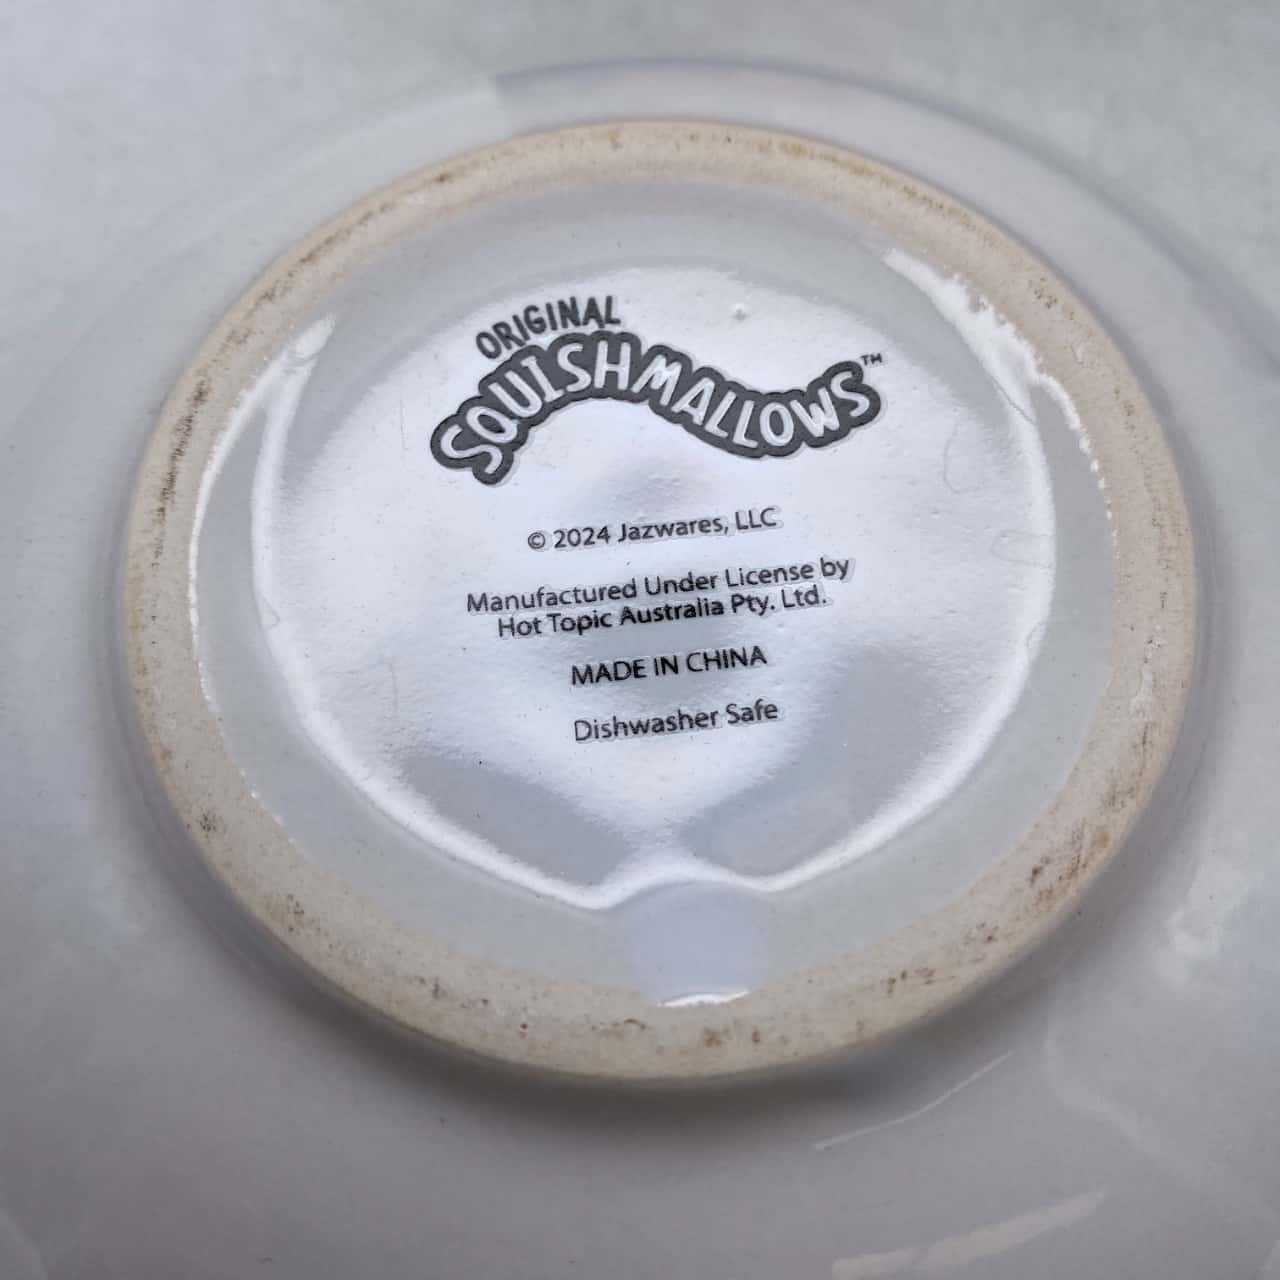 ORIGINAL
SQUISHMALLOWS™
© 2024 Jazwares, LLC
Manufactured Under License by
Hot Topic Australia Pty. Ltd.
MADE IN CHINA
Dishwasher Safe